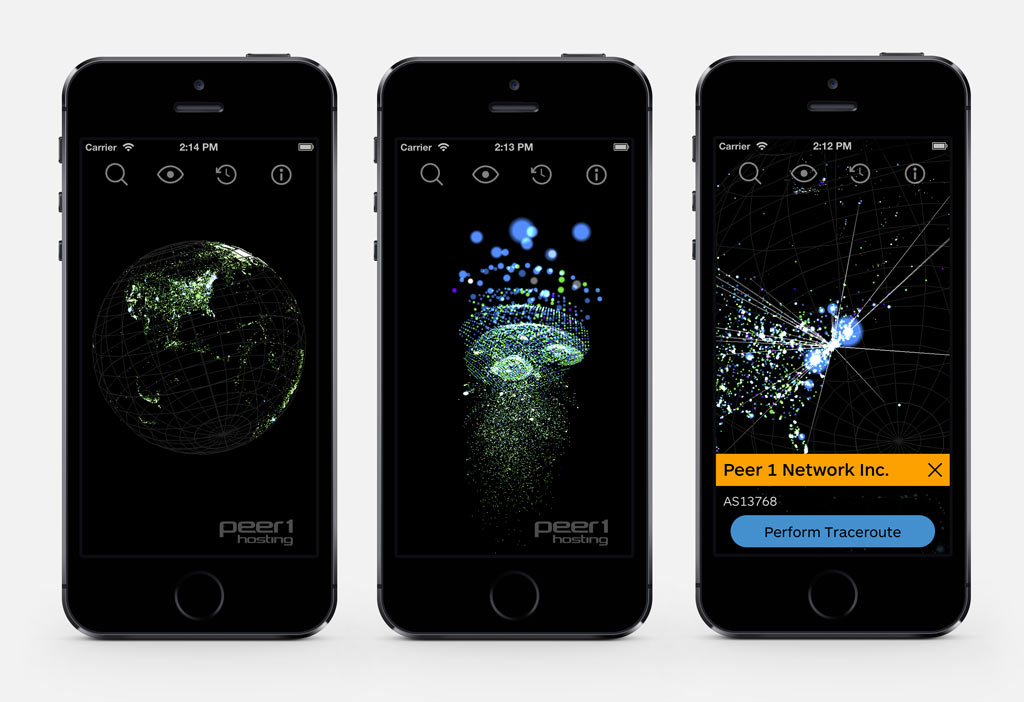 Carrier 2:14 PM
peer1
hosting
Carrier 2:13 PM
peer1
hosting
Carrier 2:12 PM
Peer 1 Network Inc.
AS13768
Perform Traceroute